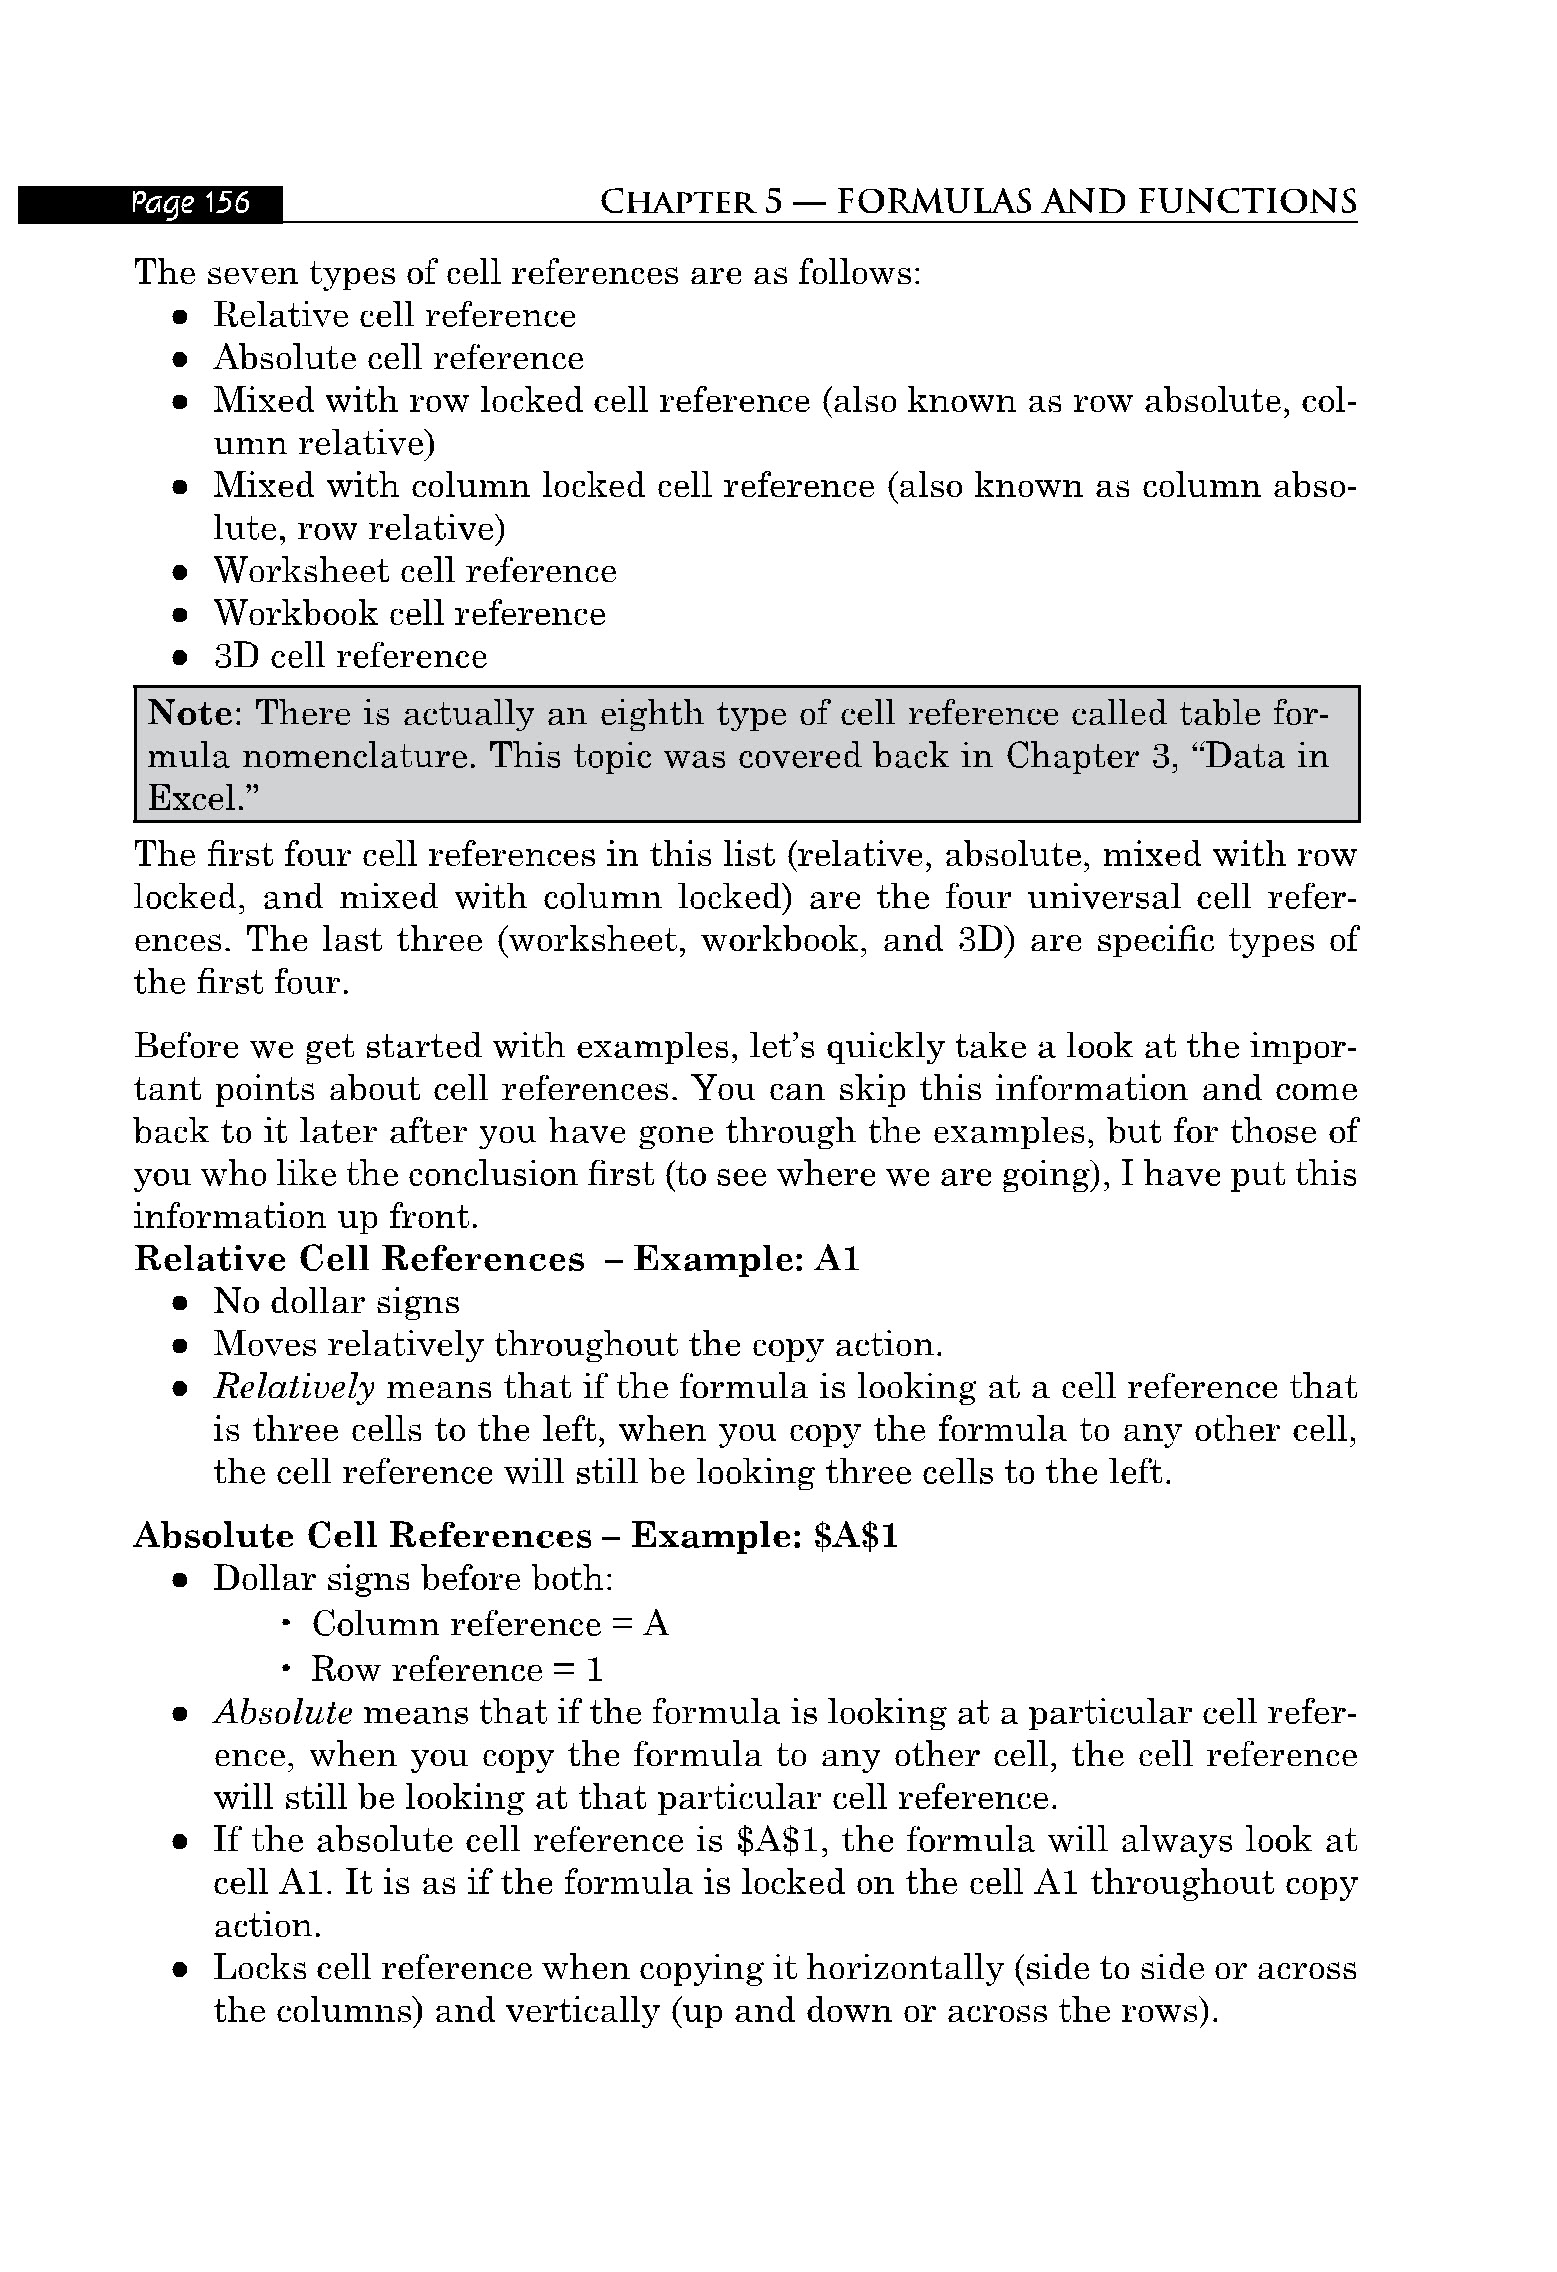 Page 156
CHAPTER 5 — FORMULAS AND FUNCTIONS
The seven types of cell references are as follows:
● Relative cell reference
● Absolute cell reference
● Mixed with row locked cell reference (also known as row absolute, col-
umn relative)
● Mixed with column locked cell reference (also known as column abso-
lute, row relative)
● Worksheet cell reference
● Workbook cell reference
● 3D cell reference
Note: There is actually an eighth type of cell reference called table for-
mula nomenclature. This topic was covered back in Chapter 3, “Data in
Excel.”
The first four cell references in this list (relative, absolute, mixed with row
locked, and mixed with column locked) are the four universal cell refer-
ences. The last three (worksheet, workbook, and 3D) are specific types of
the first four.
Before we get started with examples, let’s quickly take a look at the impor-
tant points about cell references. You can skip this information and come
back to it later after you have gone through the examples, but for those of
you who like the conclusion first (to see where we are going), I have put this
information up front.
Relative Cell References – Example: A1
● No dollar signs
● Moves relatively throughout the copy action.
● Relatively means that if the formula is looking at a cell reference that
is three cells to the left, when you copy the formula to any other cell,
the cell reference will still be looking three cells to the left.
Absolute Cell References – Example: $A$1
● Dollar signs before both:
· Column reference = A
· Row reference = 1
● Absolute means that if the formula is looking at a particular cell refer-
ence, when you copy the formula to any other cell, the cell reference
will still be looking at that particular cell reference.
● If the absolute cell reference is $A$1, the formula will always look at
cell A1. It is as if the formula is locked on the cell A1 throughout copy
action.
● Locks cell reference when copying it horizontally (side to side or across
the columns) and vertically (up and down or across the rows).